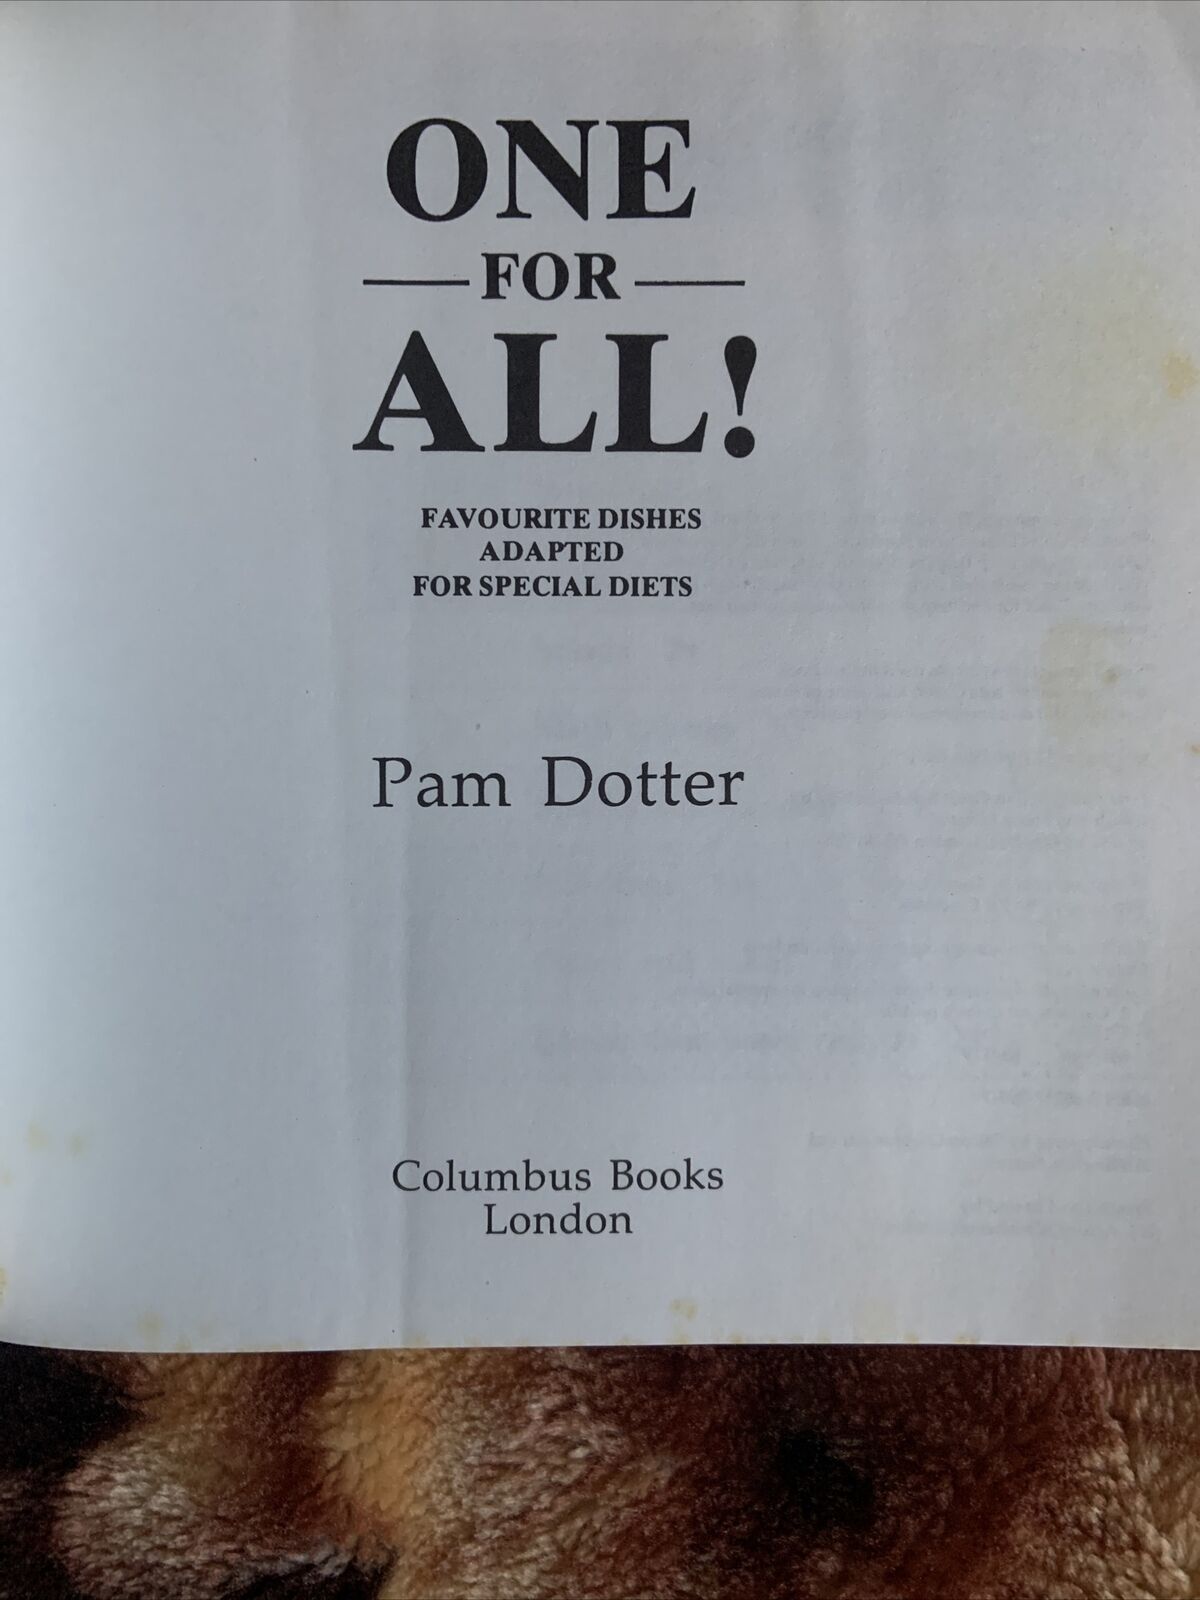 ONE
FOR
ALL!
FAVOURITE DISHES
ADAPTED
FOR SPECIAL DIETS
Pam Dotter
Columbus Books
London